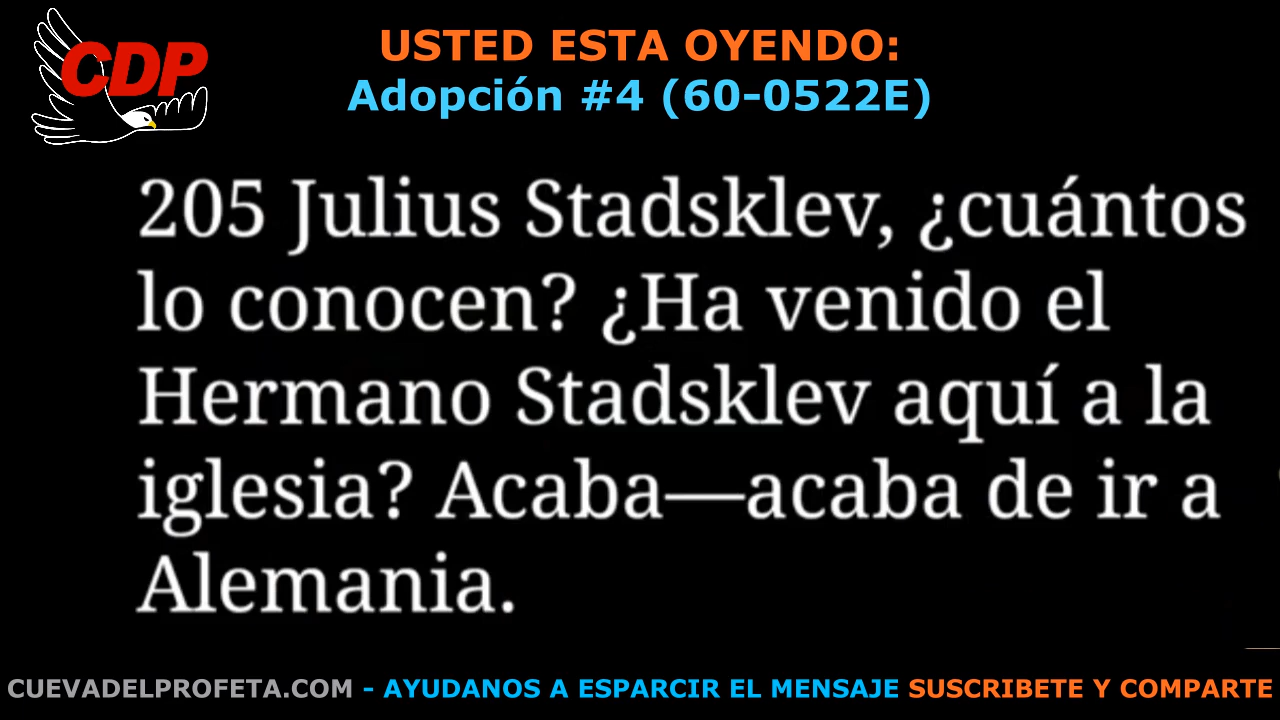 CDP
USTED ESTA OYENDO:
Adopción #4 (60-0522E)
205 Julius Stadsklev, ¿cuántos
lo conocen? ¿Ha venido el
Hermano Stadsklev aquí a la
iglesia? Acaba—acaba de ir a
Alemania.
CUEVADELPROFETA.COM - AYUDANOS A ESPARCIR EL MENSAJE SUSCRIBETE Y COMPARTE